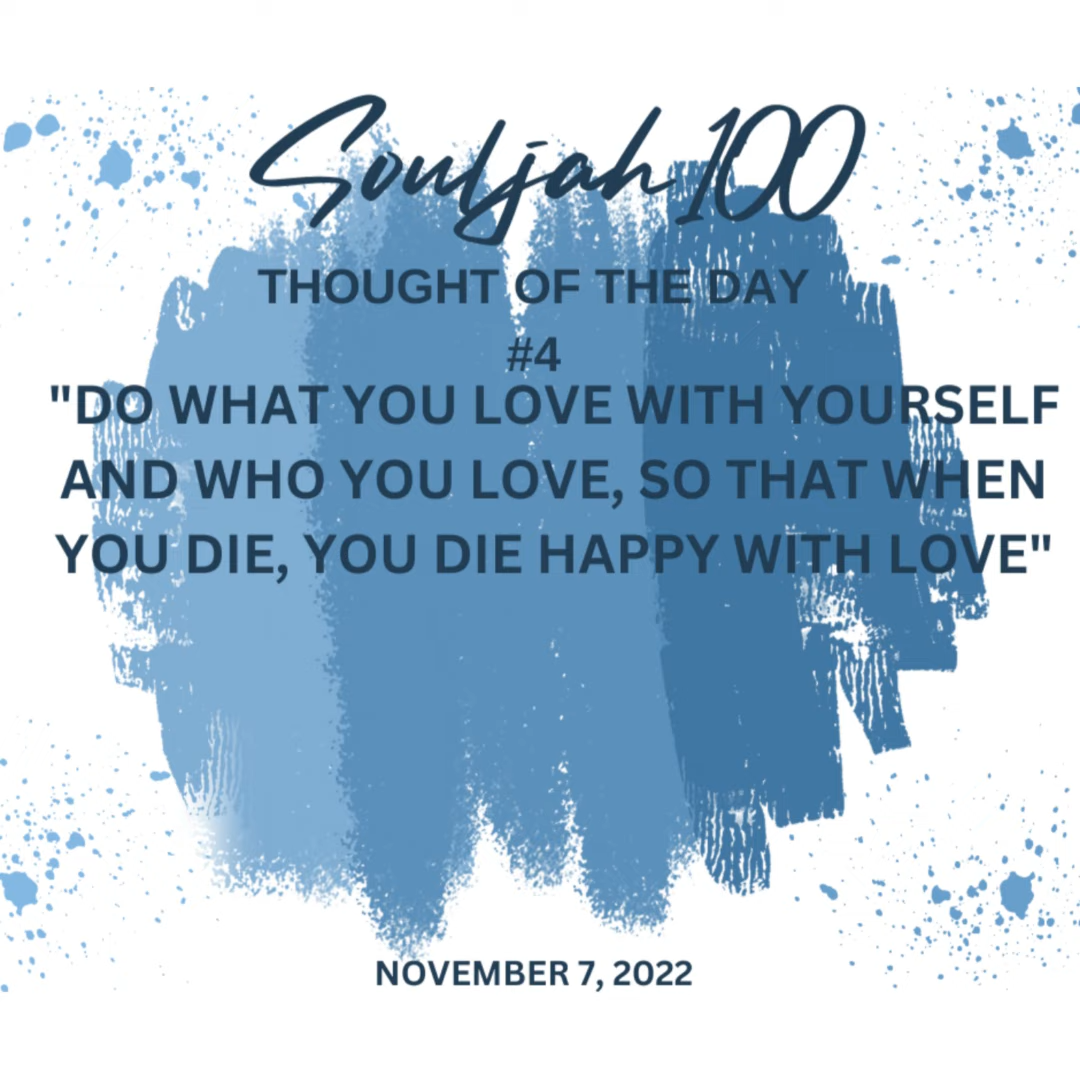 Souljah 100
THOUGHT OF THE DAY
#4
"DO WHAT YOU LOVE WITH YOURSELF
AND WHO YOU LOVE, SO THAT WHEN
YOU DIE, YOU DIE HAPPY WITH LOVE"
NOVEMBER 7, 2022